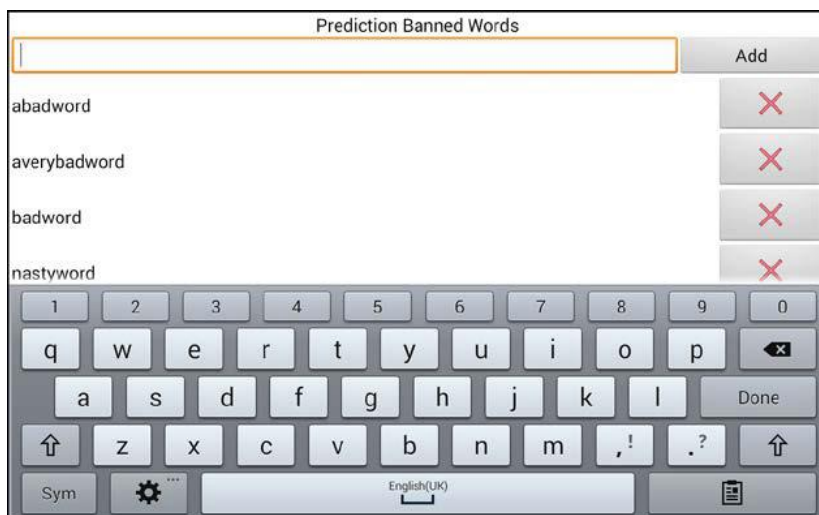 Prediction Banned Words
Add
abadword
averybadword
badword
nastyword
1 2 3 4 5 6 7 8 9 0
q w e r t y u i o p
a s d f g h j k l Done
z x c v b n m ,! .?
Sym ... English(UK)